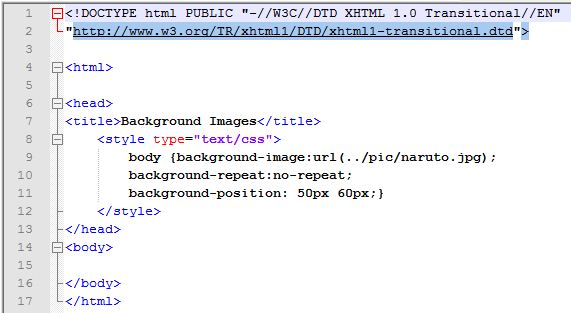 1 <!DOCTYPE html PUBLIC "-//W3C//DTD XHTML 1.0 Transitional//EN"
2 "http://www.w3.org/TR/xhtml1/DTD/xhtml1-transitional.dtd">
3
4 <html>
5
6 <head>
7 <title>Background Images</title>
8 <style type="text/css">
9 body {background-image:url(../pic/naruto.jpg);
10 background-repeat:no-repeat;
11 background-position: 50px 60px;}
12 </style>
13 </head>
14 <body>
15
16 </body>
17 </html>